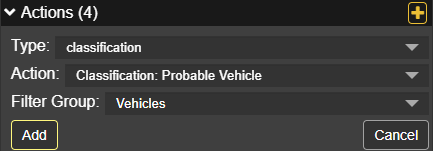 Actions (4)
Type: classification
Action: Classification: Probable Vehicle
Filter Group: Vehicles
Add Cancel